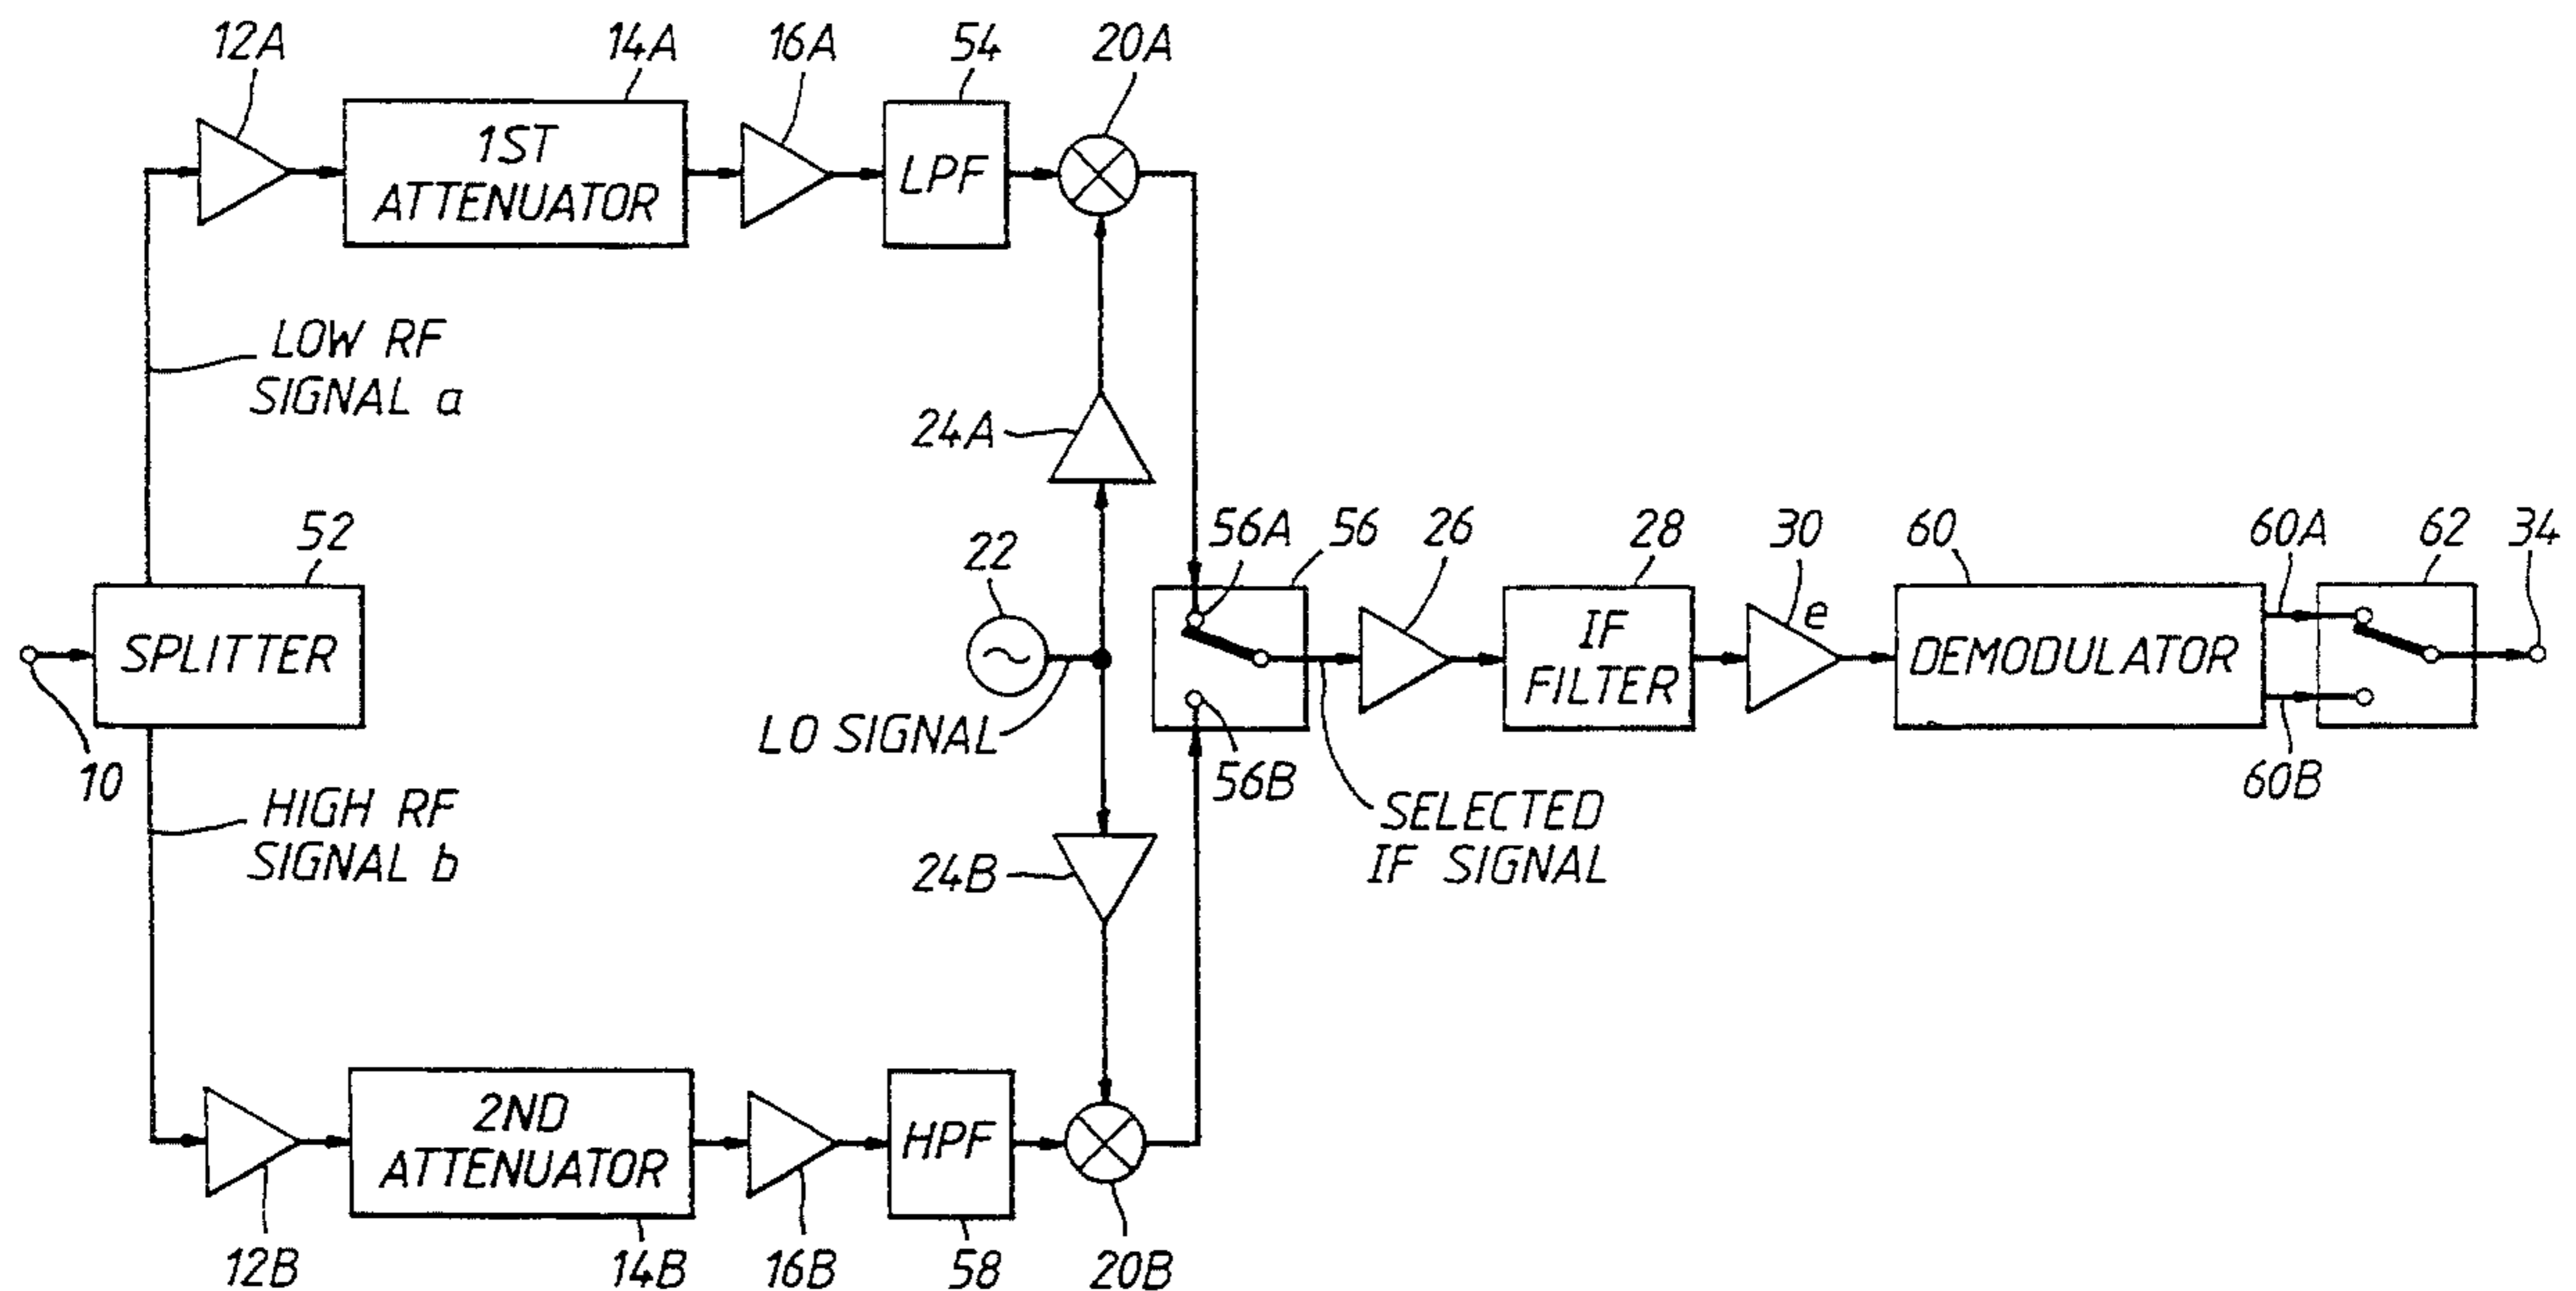 12A
14A
16A
54
20A
1ST
ATTENUATOR
LPF
LOW RF
SIGNAL a
24A
52
SPLITTER
10
22
LO SIGNAL
56A
56
26
28
30
60
60A
62
34
IF
FILTER
e
DEMODULATOR
56B
60B
SELECTED
IF SIGNAL
HIGH RF
SIGNAL b
24B
2ND
ATTENUATOR
HPF
12B
14B
16B
58
20B